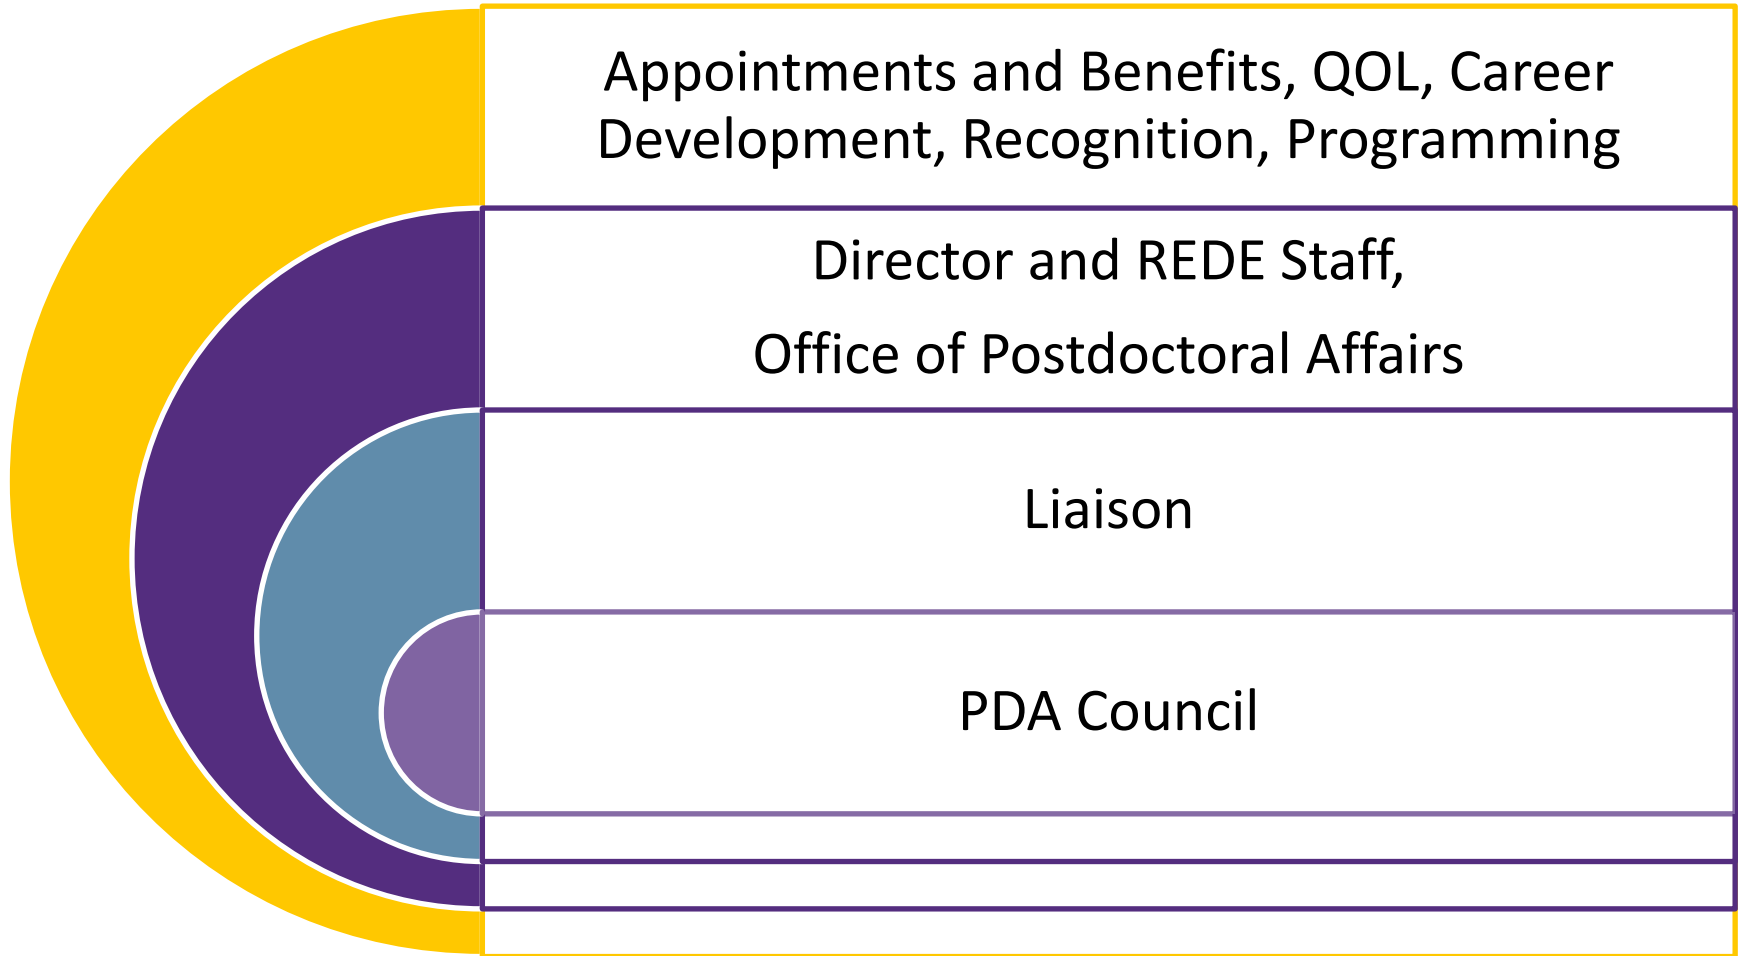 Appointments and Benefits, QOL, Career
Development, Recognition, Programming
Director and REDE Staff,
Office of Postdoctoral Affairs
Liaison
PDA Council